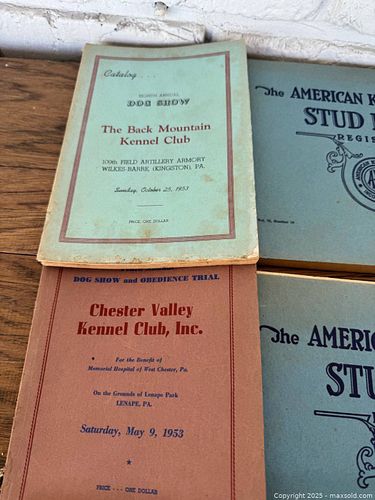 Catalog . . .
EIGHTH ANNUAL
DOG SHOW
The Back Mountain
Kennel Club
109th FIELD ARTILLERY ARMORY
WILKES-BARRE (KINGSTON) PA.
Sunday, October 25, 1953
PRICE ONE DOLLAR
The AMERICAN K
STUD
REGIS
DOG SHOW and OBEDIENCE TRIAL
Chester Valley
Kennel Club, Inc.
For the Benefit of
Memorial Hospital of West Chester, Pa.
On the Grounds of Lenape Park
LENAPE, PA.
Saturday, May 9, 1953
PRICE --- ONE DOLLAR
The AMERIC
STU
Processing © 2025 - maxsold.com